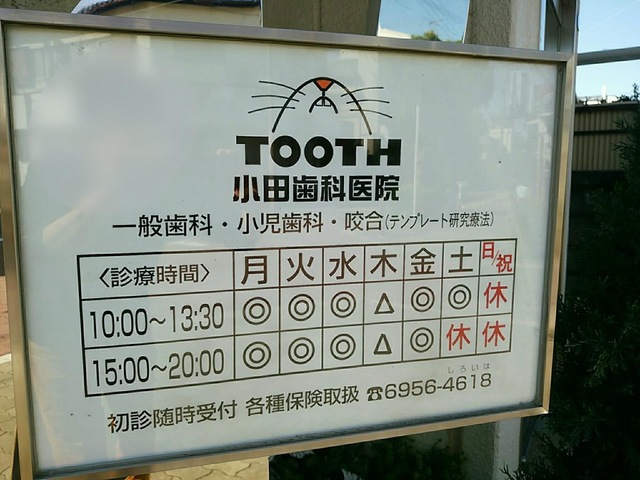 TOOTH
小田歯科医院
一般歯科・小児歯科・咬合(テンプレート研究療法)
〈診療時間〉 月 火 水 木 金 土 日/祝
10:00~13:30 ◎ ◎ ◎ △ ◎ ◎ 休
15:00~20:00 ◎ ◎ ◎ △ ◎ 休 休
しろいは
初診随時受付 各種保険取扱 ☎6956-4618